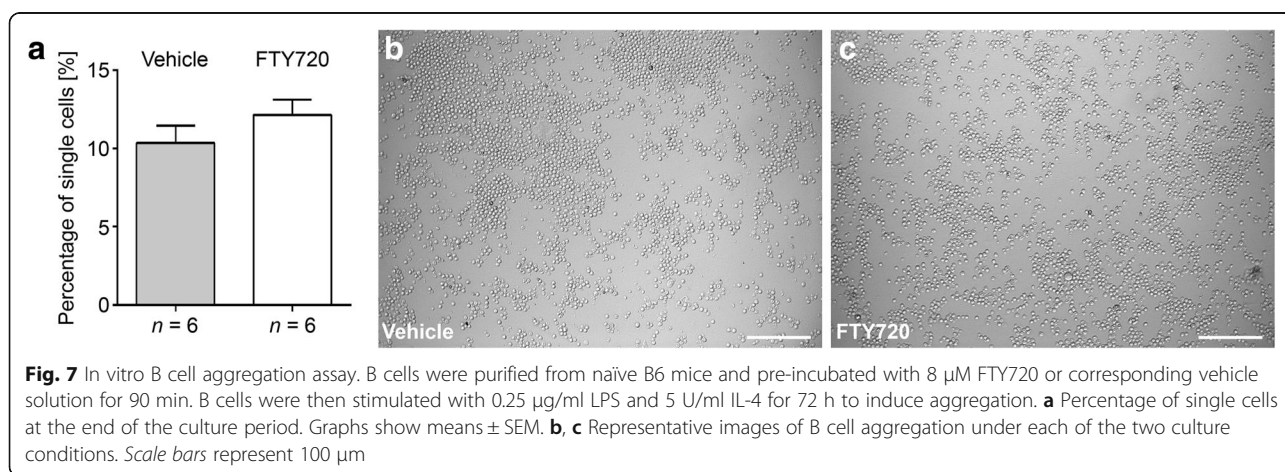 a
Vehicle FTY720
Percentage of single cells [%]
15
10
5
0
n = 6 n = 6
b
Vehicle
c
FTY720
Fig. 7 In vitro B cell aggregation assay. B cells were purified from naïve B6 mice and pre-incubated with 8 μM FTY720 or corresponding vehicle
solution for 90 min. B cells were then stimulated with 0.25 μg/ml LPS and 5 U/ml IL-4 for 72 h to induce aggregation. a Percentage of single cells
at the end of the culture period. Graphs show means ± SEM. b, c Representative images of B cell aggregation under each of the two culture
conditions. Scale bars represent 100 μm